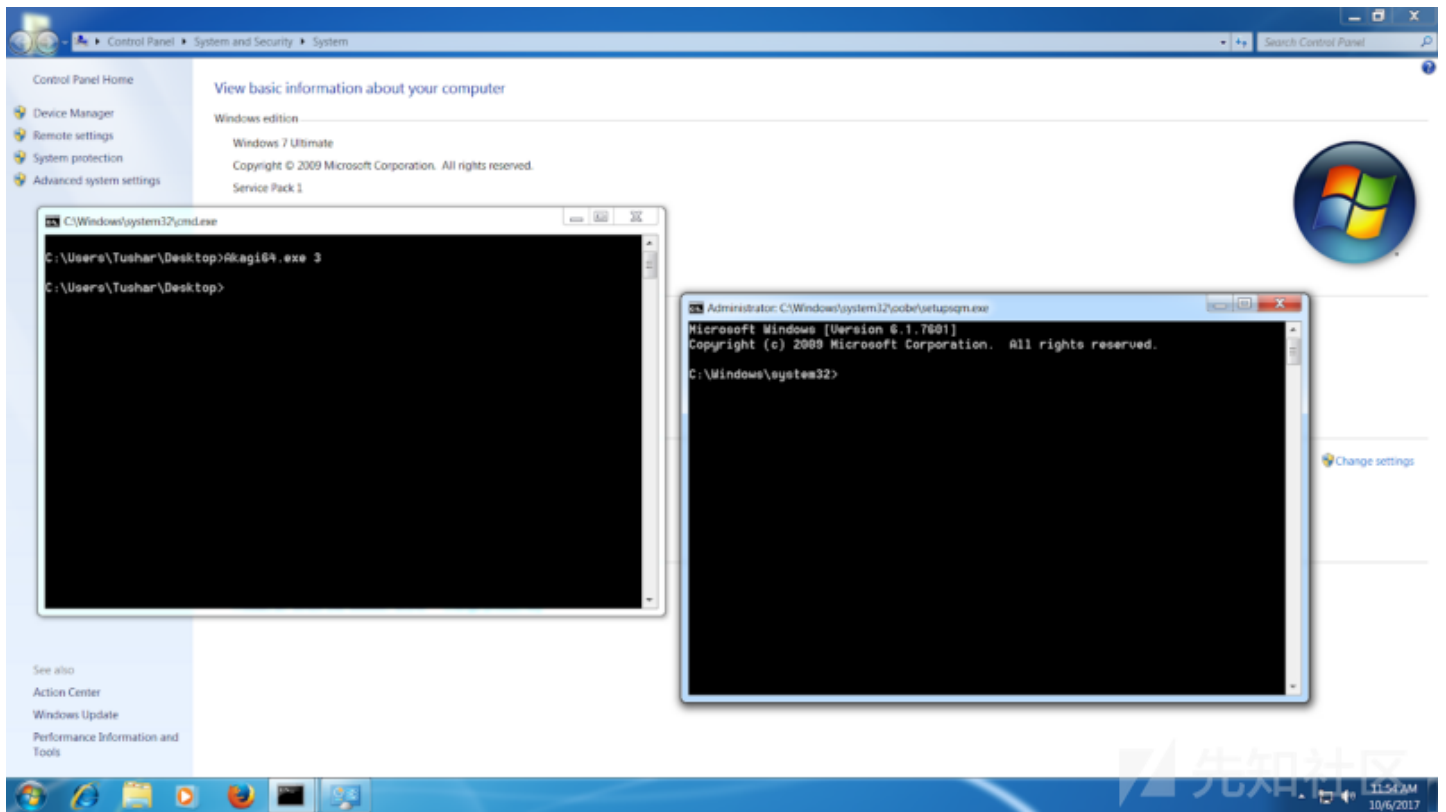 Control Panel ▸ System and Security ▸ System
Search Control Panel
Control Panel Home
Device Manager
Remote settings
System protection
Advanced system settings
View basic information about your computer
Windows edition
Windows 7 Ultimate
Copyright © 2009 Microsoft Corporation. All rights reserved.
Service Pack 1
C:\Windows\system32\cmd.exe
C:\Users\Tushar\Desktop>Akagi64.exe 3
C:\Users\Tushar\Desktop>
Administrator: C:\Windows\system32\oobe\setupsqm.exe
Microsoft Windows [Version 6.1.7601]
Copyright (c) 2009 Microsoft Corporation. All rights reserved.
C:\Windows\system32>
Change settings
See also
Action Center
Windows Update
Performance Information and
Tools
先知社区
11:54 AM
10/6/2017